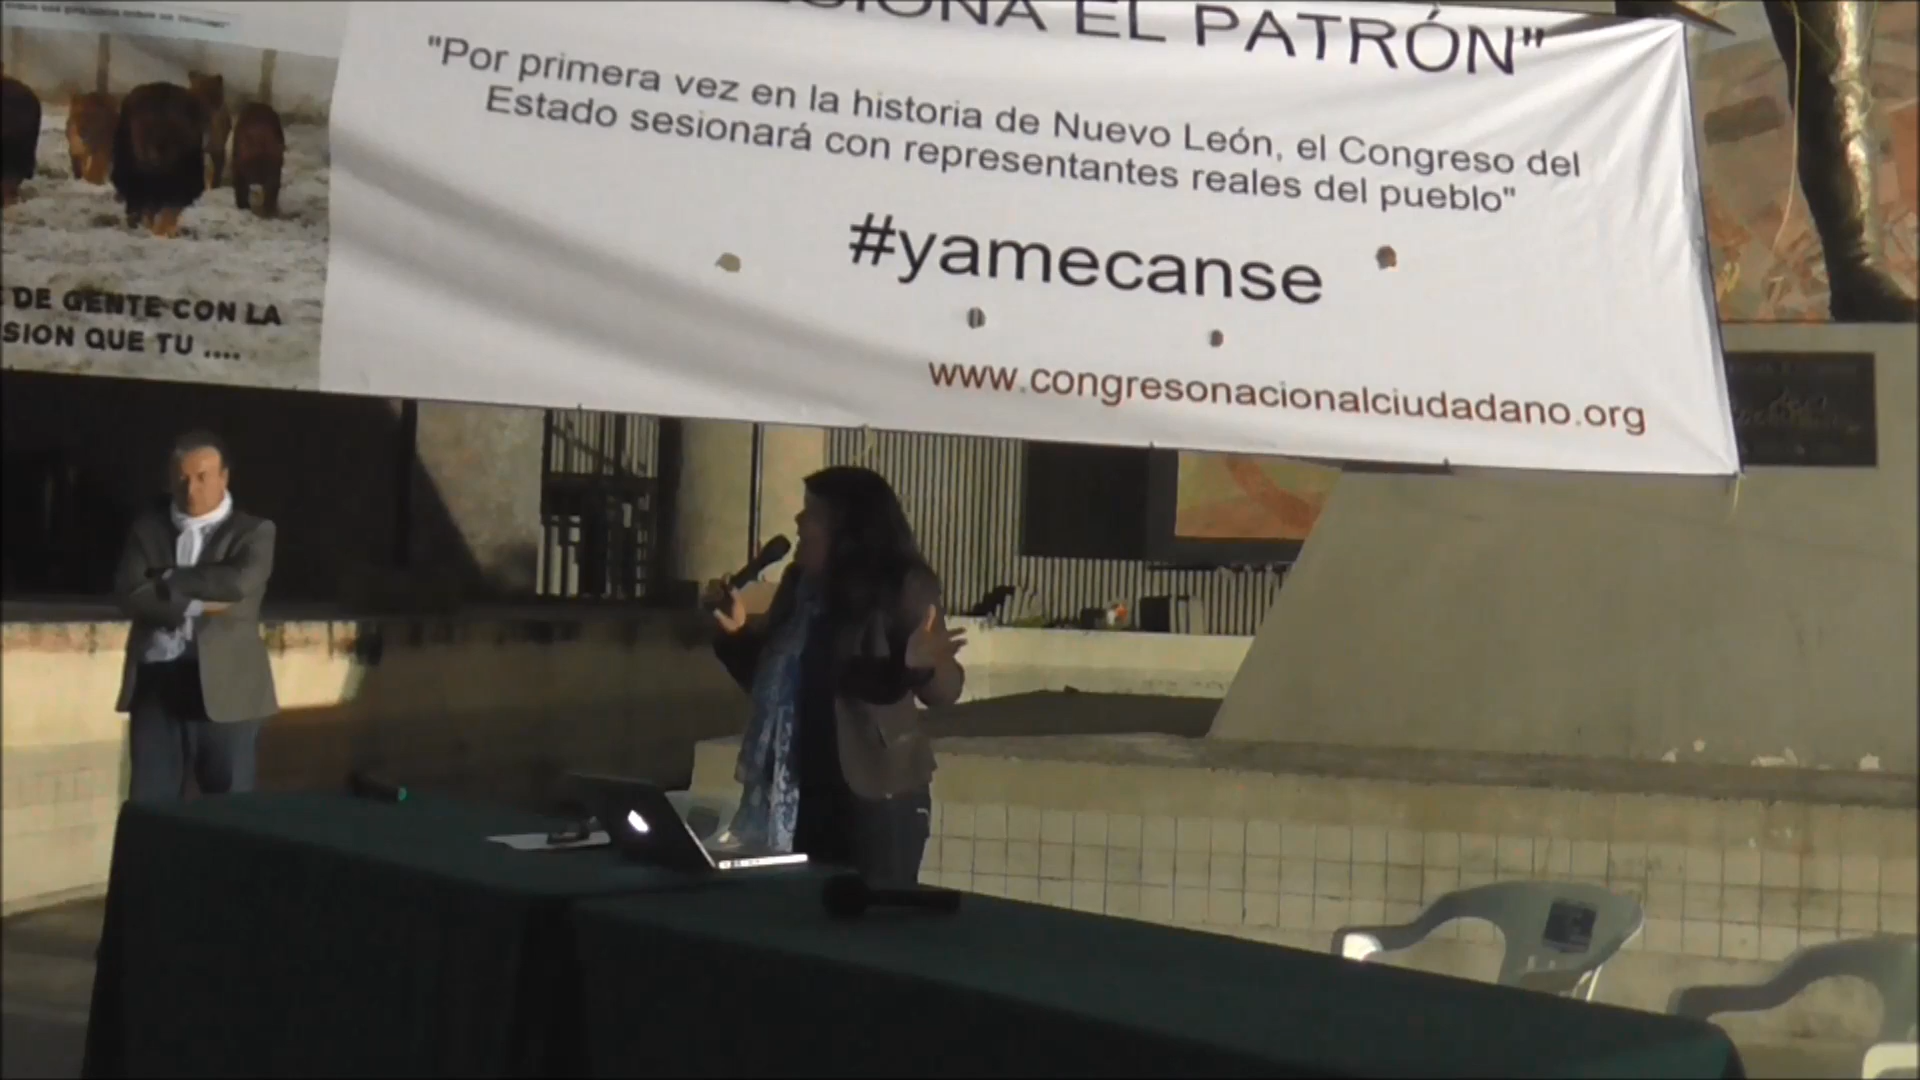 SIONA EL PATRÓN"
"Por primera vez en la historia de Nuevo León, el Congreso del
Estado sesionará con representantes reales del pueblo"
#yamecanse
www.congresonacionalciudadano.org
DE GENTE CON LA
SION QUE TU ....